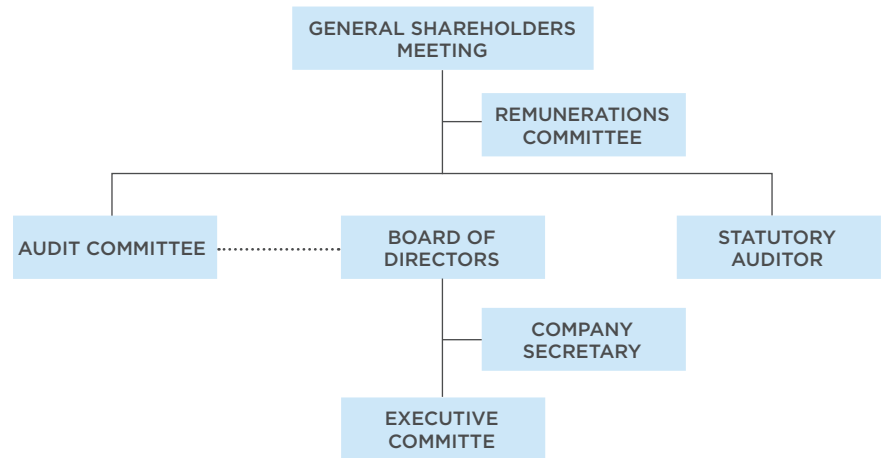 GENERAL SHAREHOLDERS
MEETING
REMUNERATIONS
COMMITTEE
AUDIT COMMITTEE
BOARD OF
DIRECTORS
STATUTORY
AUDITOR
COMPANY
SECRETARY
EXECUTIVE
COMMITTE